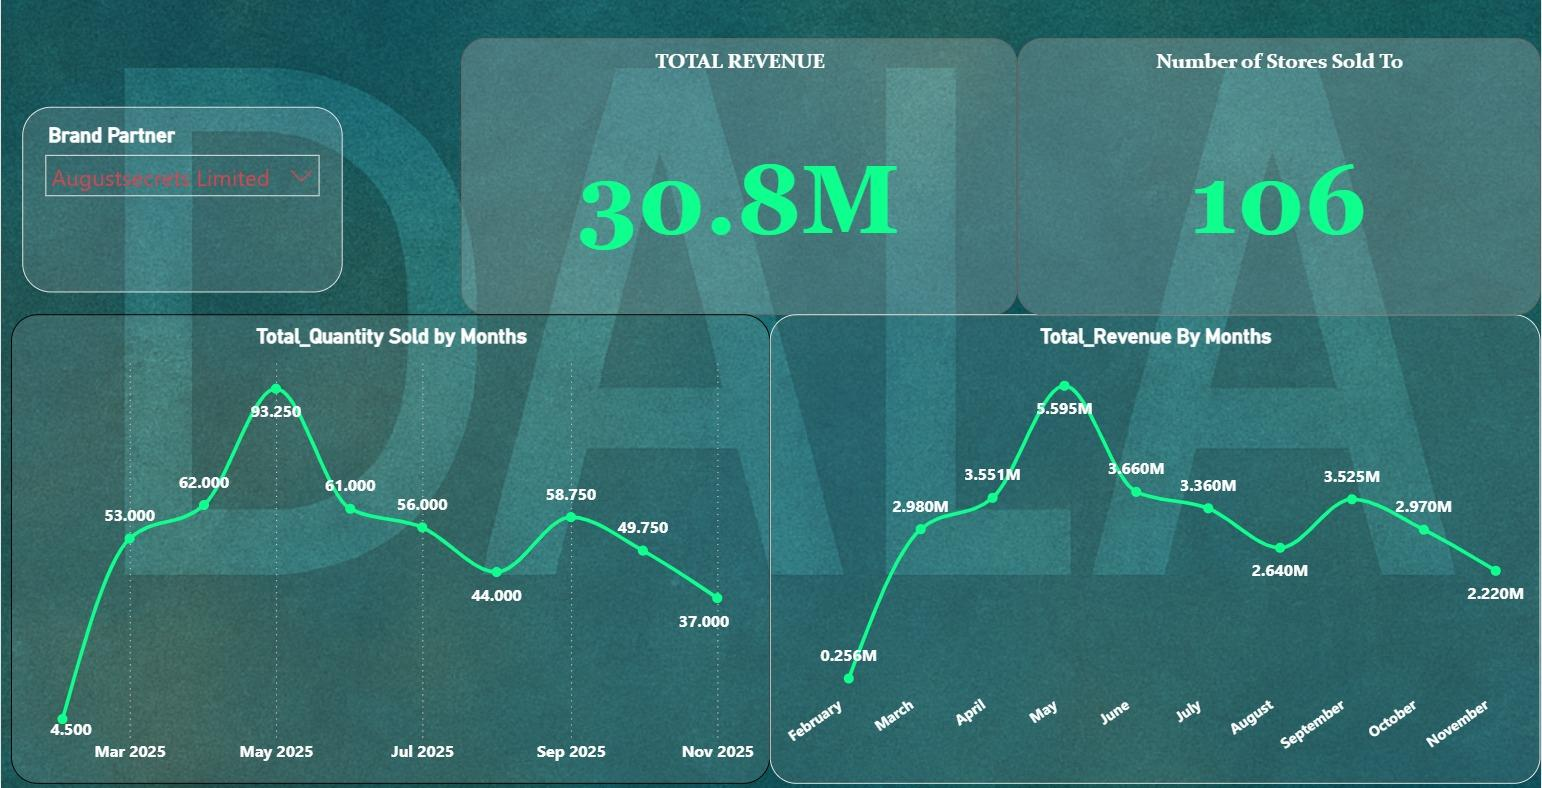 DALA
TOTAL REVENUE
30.8M
Number of Stores Sold To
106
Brand Partner
Augustsecrets Limited
Total_Quantity Sold by Months
93.250
62.000
61.000
53.000
56.000
58.750
49.750
44.000
37.000
4.500
Mar 2025
May 2025
Jul 2025
Sep 2025
Nov 2025
Total_Revenue By Months
5.595M
3.551M
3.660M
2.980M
3.360M
3.525M
2.970M
2.640M
2.220M
0.256M
February
March
April
May
June
July
August
September
October
November